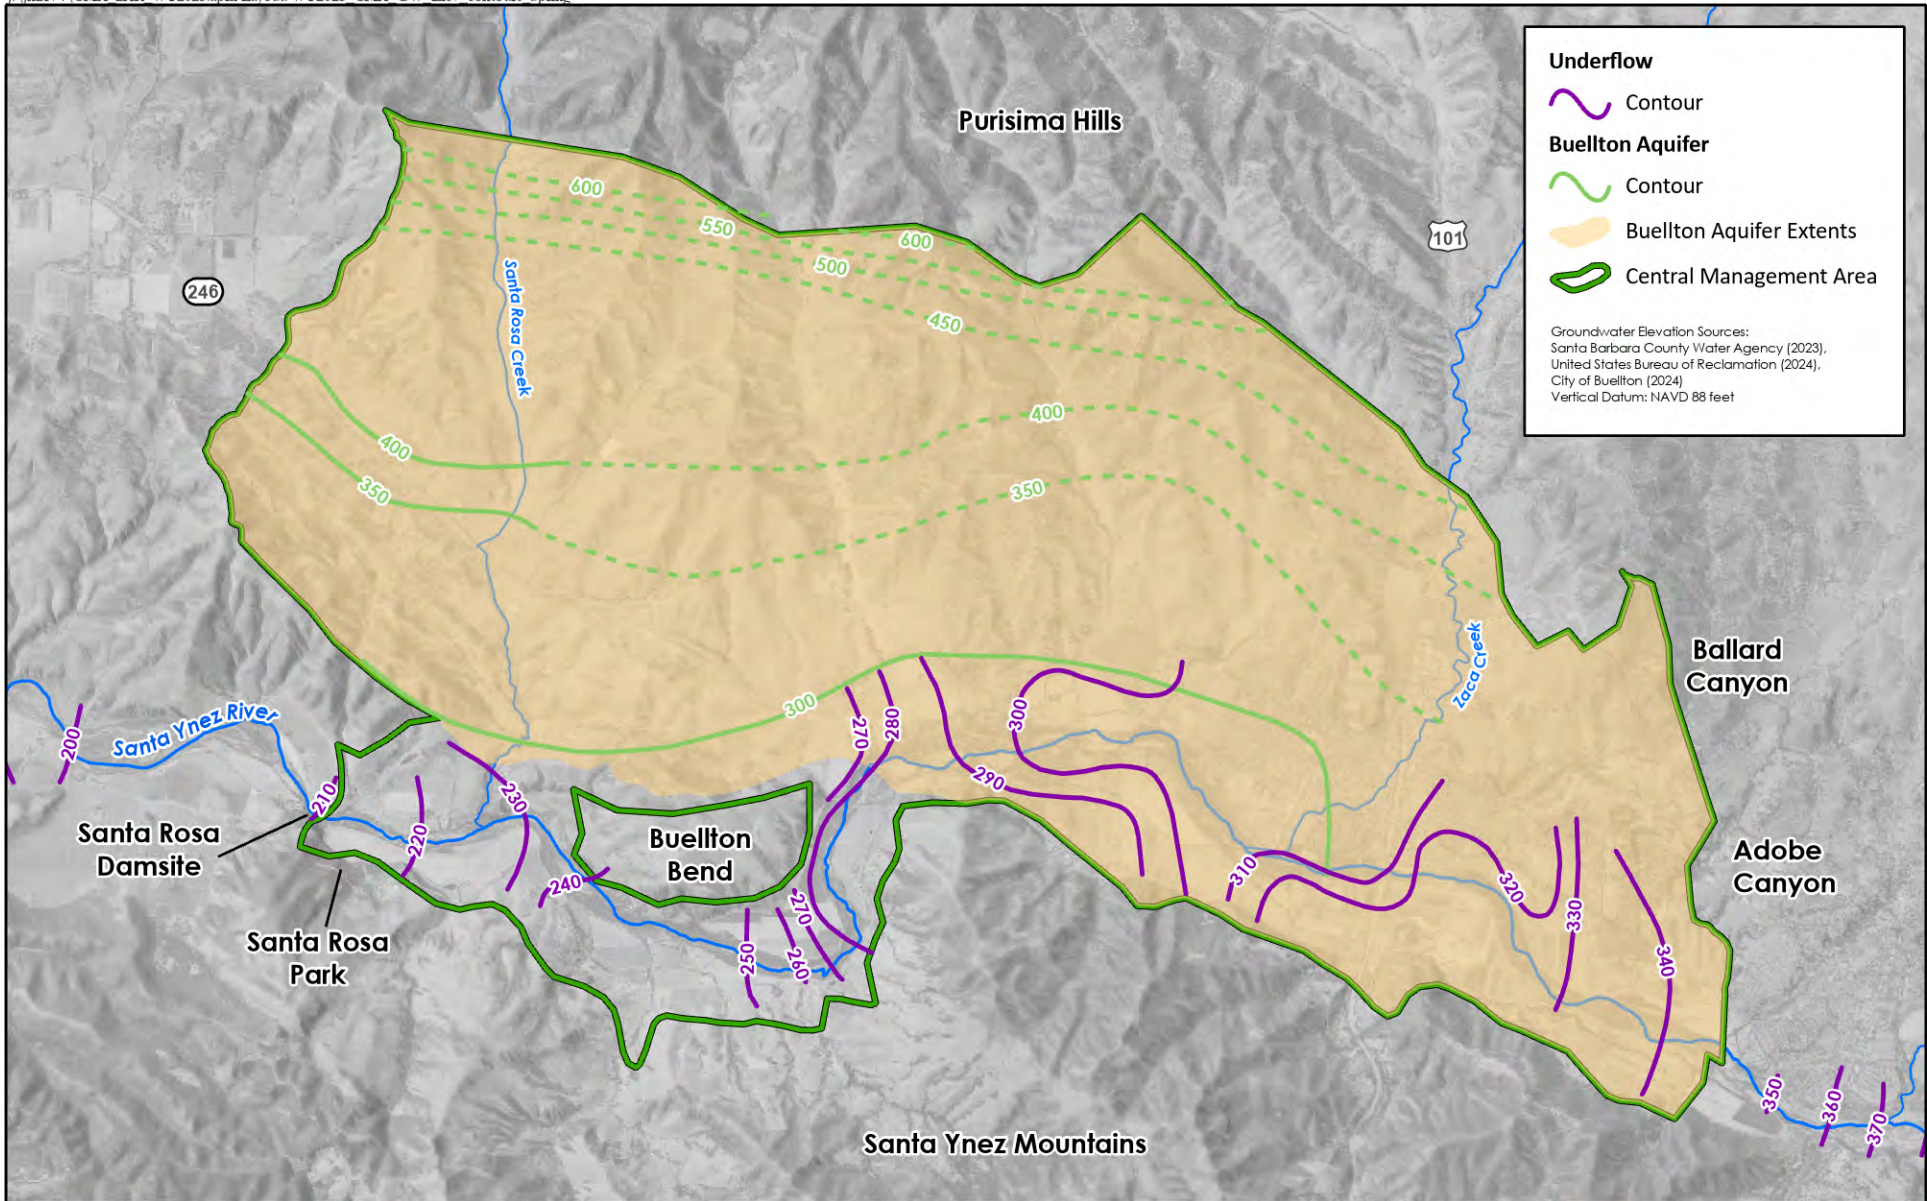 Purisima Hills
Underflow
Contour
Buellton Aquifer
Contour
Buellton Aquifer Extents
Central Management Area
Groundwater Elevation Sources:
Santa Barbara County Water Agency (2023),
United States Bureau of Reclamation (2024),
City of Buellton (2024)
Vertical Datum: NAVD 88 feet
101
246
600
550
600
500
450
Santa Rosa Creek
400
400
350
350
300
Zaca Creek
Ballard
Canyon
Santa Ynez River
200
210
220
230
240
270
280
290
300
310
320
330
340
Santa Rosa
Damsite
Buellton
Bend
Adobe
Canyon
Santa Rosa
Park
250
260
270
350
360
370
Santa Ynez Mountains